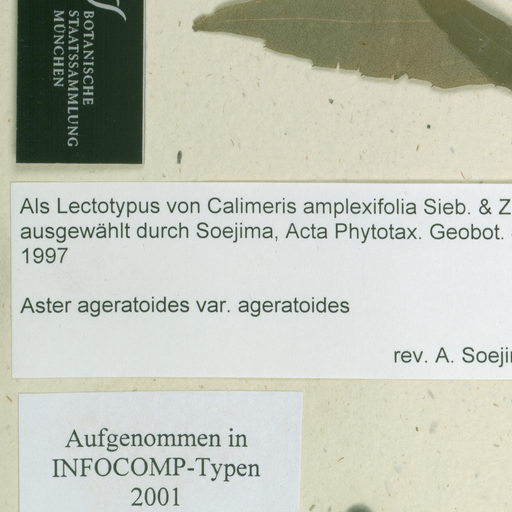 BOTANISCHE
STAATSSAMMLUNG
MÜNCHEN
Als Lectotypus von Calimeris amplexifolia Sieb. & Z
ausgewählt durch Soejima, Acta Phytotax. Geobot.
1997
Aster ageratoides var. ageratoides
rev. A. Soeji
Aufgenommen in
INFOCOMP-Typen
2001